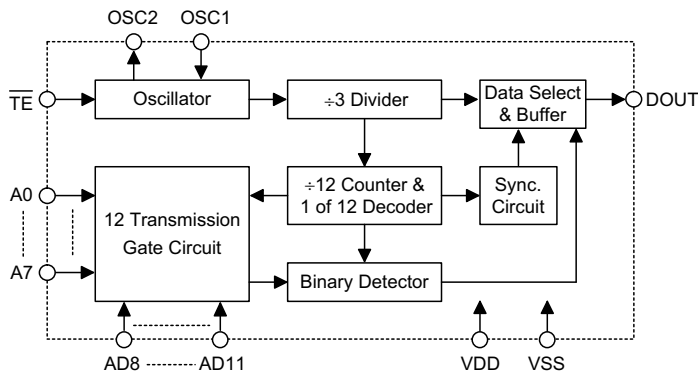 OSC2 OSC1
T̅E̅ Oscillator ÷3 Divider Data Select
& Buffer DOUT
A0 12 Transmission
Gate Circuit ÷12 Counter &
1 of 12 Decoder Sync.
Circuit
A7 Binary Detector
AD8 AD11 VDD VSS